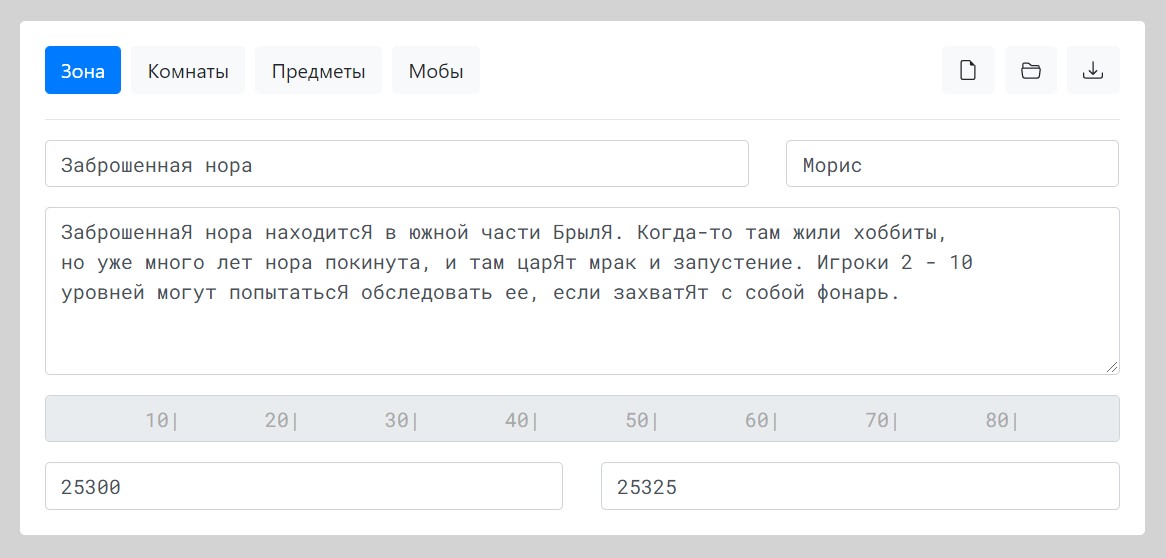 Зона Комнаты Предметы Мобы
Заброшенная нора Морис
ЗаброшеннаЯ нора находитсЯ в южной части БрылЯ. Когда-то там жили хоббиты,
но уже много лет нора покинута, и там царЯт мрак и запустение. Игроки 2 - 10
уровней могут попытатьсЯ обследовать ее, если захватЯт с собой фонарь.
10| 20| 30| 40| 50| 60| 70| 80|
25300 25325